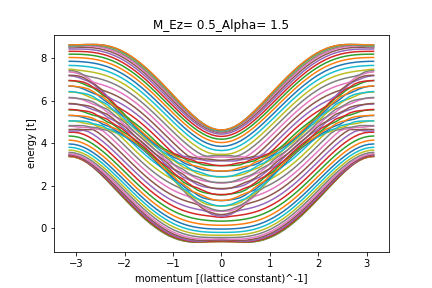 M_Ez= 0.5_Alpha= 1.5
energy [t]
8
6
4
2
0
−3 −2 −1 0 1 2 3
momentum [(lattice constant)^-1]